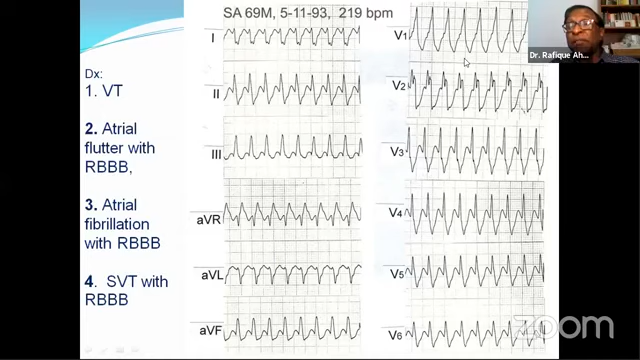 SA 69M, 5-11-93, 219 bpm
Dx:
1. VT
2. Atrial
flutter with
RBBB,
3. Atrial
fibrillation
with RBBB
4. SVT with
RBBB
I
II
III
aVR
aVL
aVF
V1
V2
V3
V4
V5
V6
Dr. Rafique Ah...
zoom